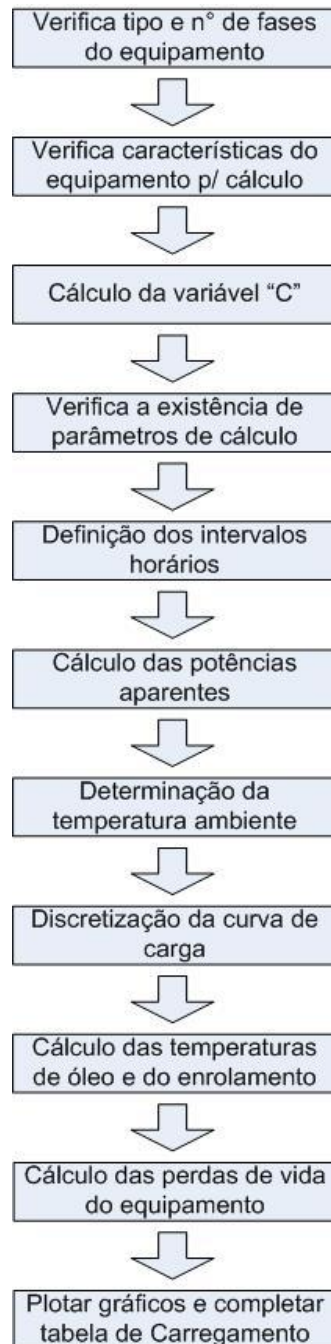 Verifica tipo e n° de fases
do equipamento
Verifica características do
equipamento p/ cálculo
Cálculo da variável “C”
Verifica a existência de
parâmetros de cálculo
Definição dos intervalos
horários
Cálculo das potências
aparentes
Determinação da
temperatura ambiente
Discretização da curva de
carga
Cálculo das temperaturas
de óleo e do enrolamento
Cálculo das perdas de vida
do equipamento
Plotar gráficos e completar
tabela de Carregamento